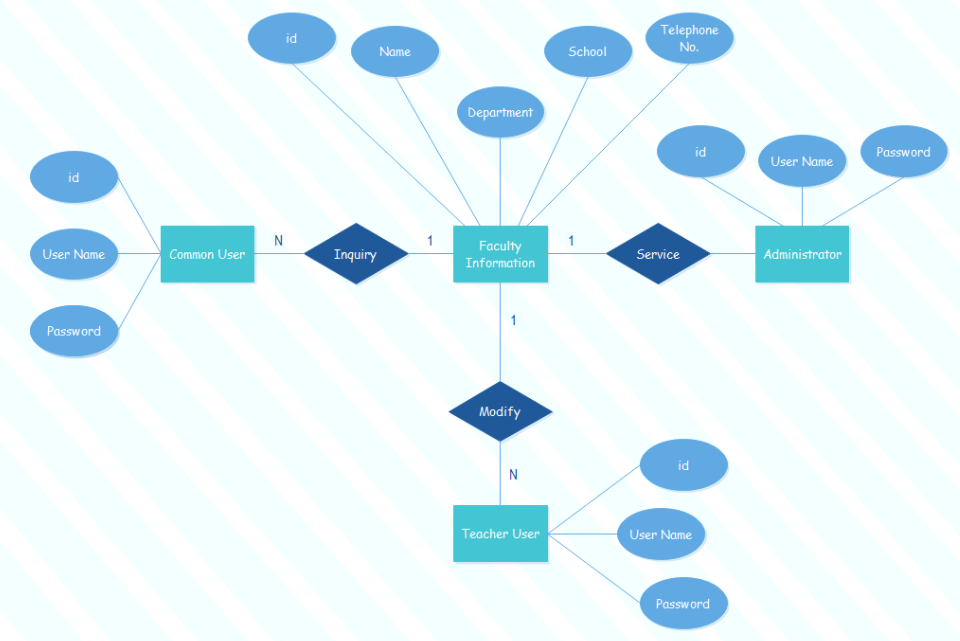 id
Name
School
Telephone
No.
Department
id
User Name
Password
id
User Name
Password
Common User
N
Inquiry
1
Faculty
Information
1
Service
Administrator
1
Modify
N
Teacher User
id
User Name
Password